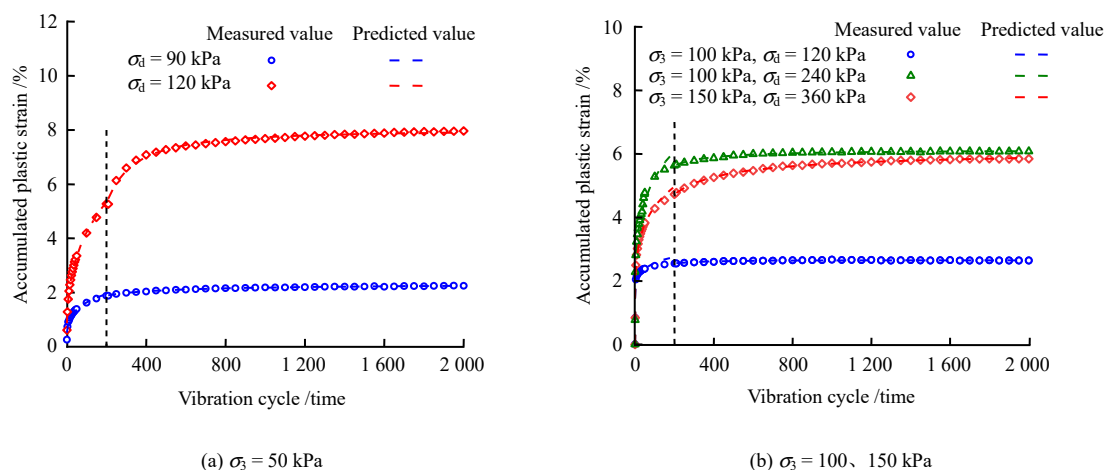 Measured value Predicted value
σd = 90 kPa
σd = 120 kPa
Accumulated plastic strain /%
12
10
8
6
4
2
0
0 400 800 1 200 1 600 2 000
Vibration cycle /time
(a) σ3 = 50 kPa
Measured value Predicted value
σ3 = 100 kPa, σd = 120 kPa
σ3 = 100 kPa, σd = 240 kPa
σ3 = 150 kPa, σd = 360 kPa
Accumulated plastic strain /%
10
8
6
4
2
0
0 400 800 1 200 1 600 2 000
Vibration cycle /time
(b) σ3 = 100、150 kPa